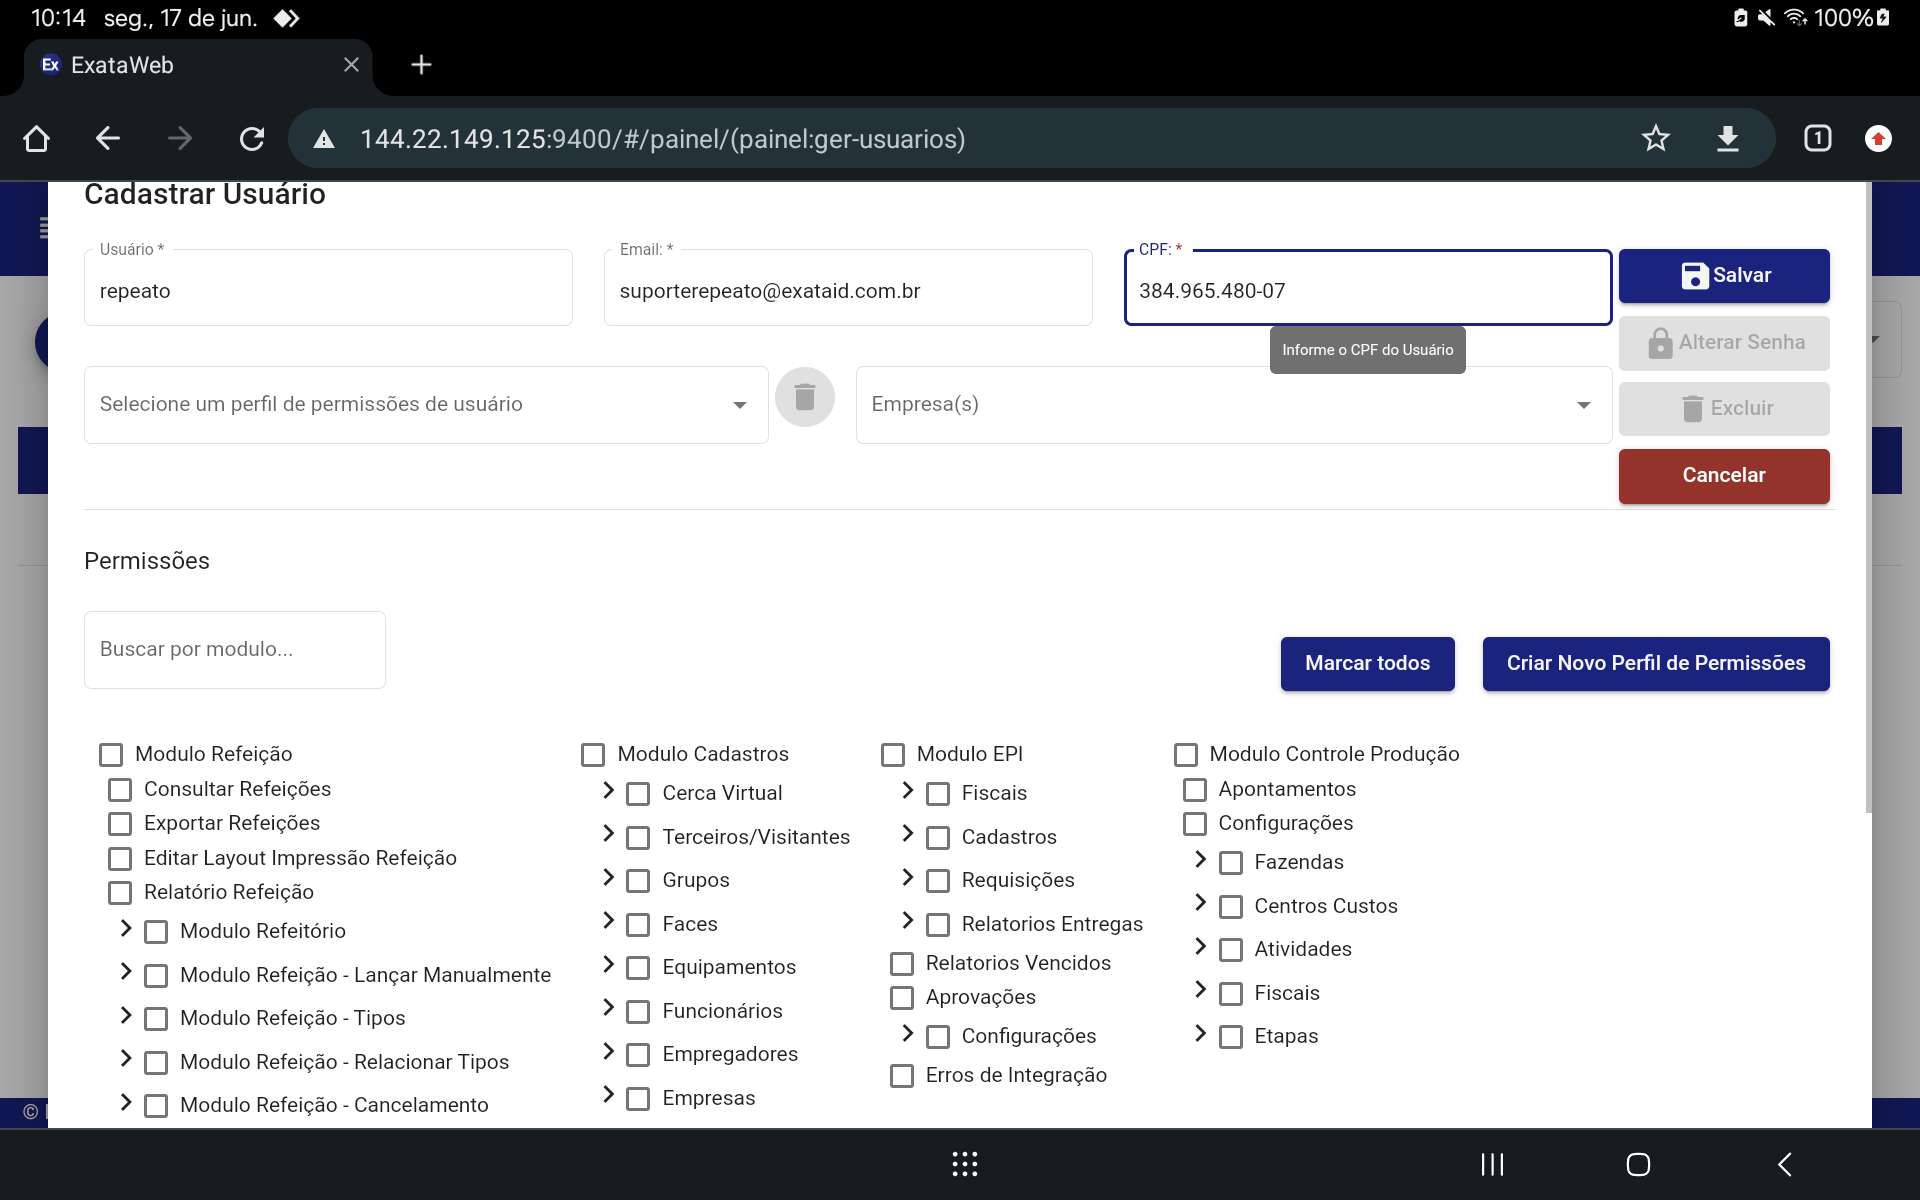 10:14 seg., 17 de jun. 100%
Ex ExataWeb
144.22.149.125:9400/#/painel/(painel:ger-usuarios) 1
Cadastrar Usuário
Usuário * Email: * CPF: *
repeato suporterepeato@exataid.com.br 384.965.480-07 Salvar
Informe o CPF do Usuário Alterar Senha
Selecione um perfil de permissões de usuário Empresa(s) Excluir
Cancelar
Permissões
Buscar por modulo... Marcar todos Criar Novo Perfil de Permissões
Modulo Refeição
Consultar Refeições
Exportar Refeições
Editar Layout Impressão Refeição
Relatório Refeição
Modulo Refeitório
Modulo Refeição - Lançar Manualmente
Modulo Refeição - Tipos
Modulo Refeição - Relacionar Tipos
Modulo Refeição - Cancelamento
Modulo Cadastros
Cerca Virtual
Terceiros/Visitantes
Grupos
Faces
Equipamentos
Funcionários
Empregadores
Empresas
Modulo EPI
Fiscais
Cadastros
Requisições
Relatorios Entregas
Relatorios Vencidos
Aprovações
Configurações
Erros de Integração
Modulo Controle Produção
Apontamentos
Configurações
Fazendas
Centros Custos
Atividades
Fiscais
Etapas
©